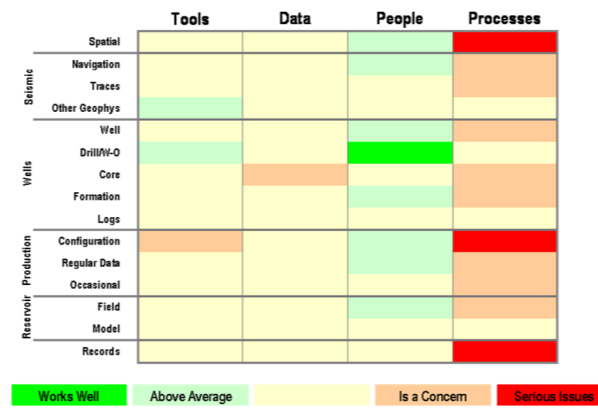 Tools Data People Processes
Spatial
Seismic
Navigation
Traces
Other Geophys
Wells
Well
Drill/W-O
Core
Formation
Logs
Production
Configuration
Regular Data
Occasional
Reservoir
Field
Model
Records
Works Well Above Average Is a Concern Serious Issues